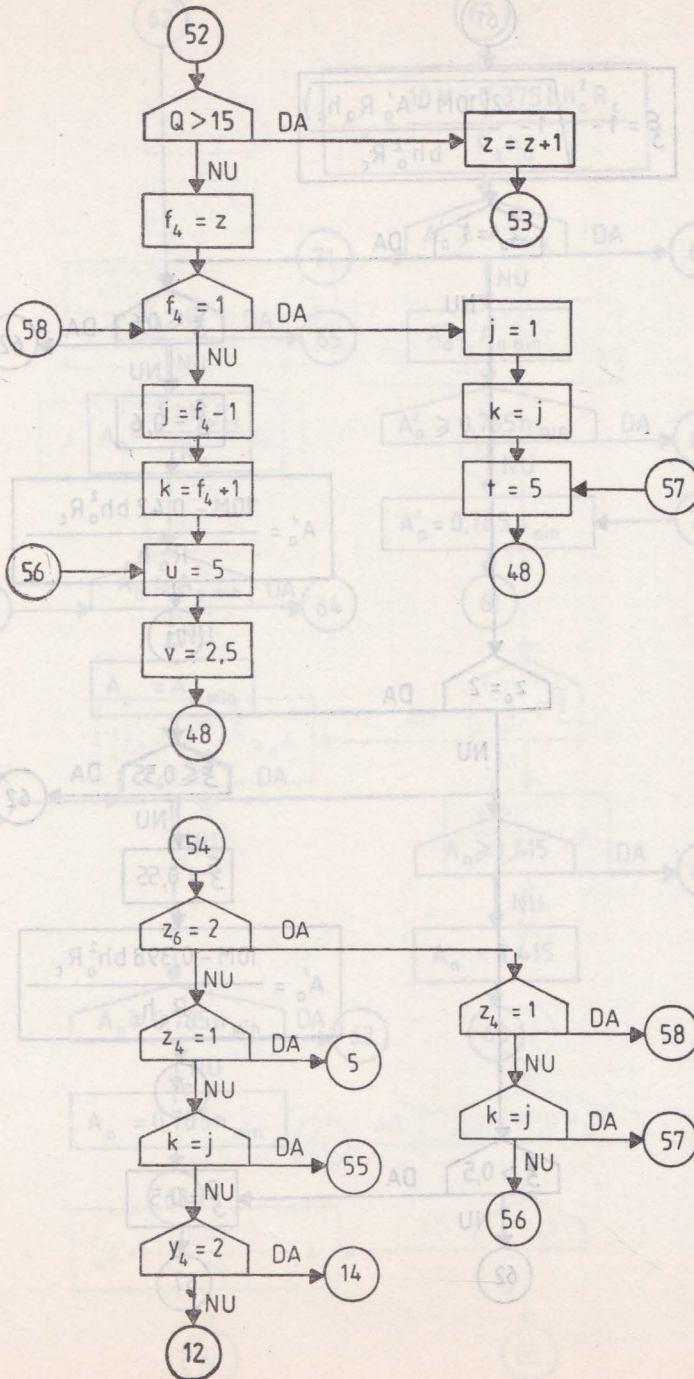 52
Q > 15 DA
z = z+1
NU
53
f₄ = z
58
f₄ = 1 DA
j = 1
NU
j = f₄-1
k = j
k = f₄+1
t = 5
57
56
u = 5
48
v = 2,5
48
54
z₆ = 2 DA
NU
z₄ = 1 DA
58
z₄ = 1 DA
5
NU
NU
k = j DA
57
k = j DA
55
NU
NU
56
y₄ = 2 DA
14
NU
12